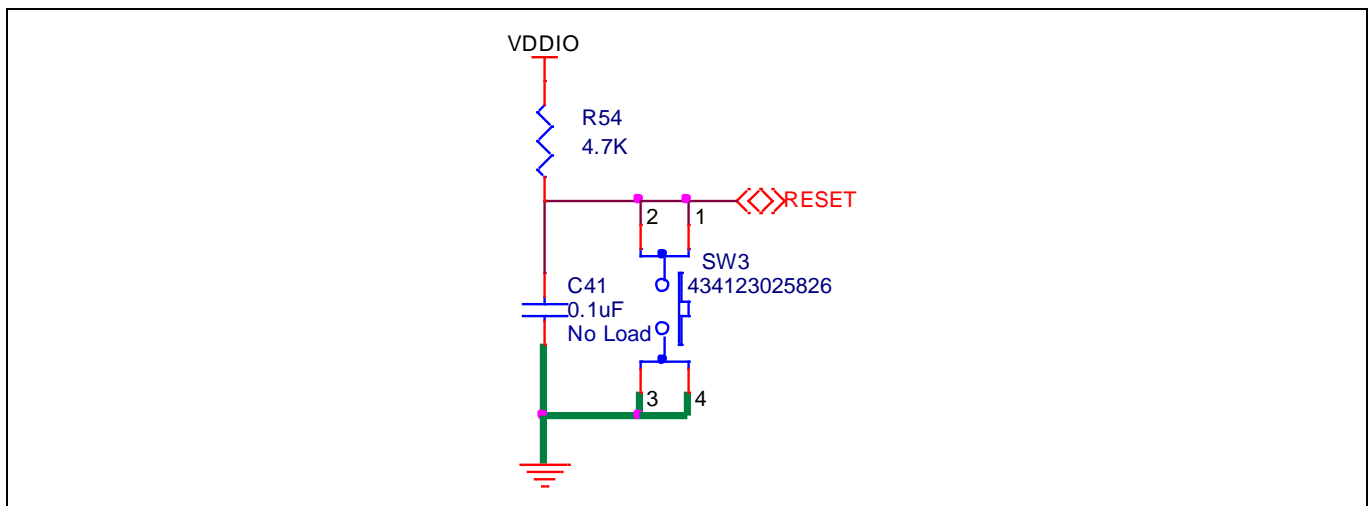 VDDIO
R54
4.7K
RESET
2
1
SW3
434123025826
C41
0.1uF
No Load
3
4